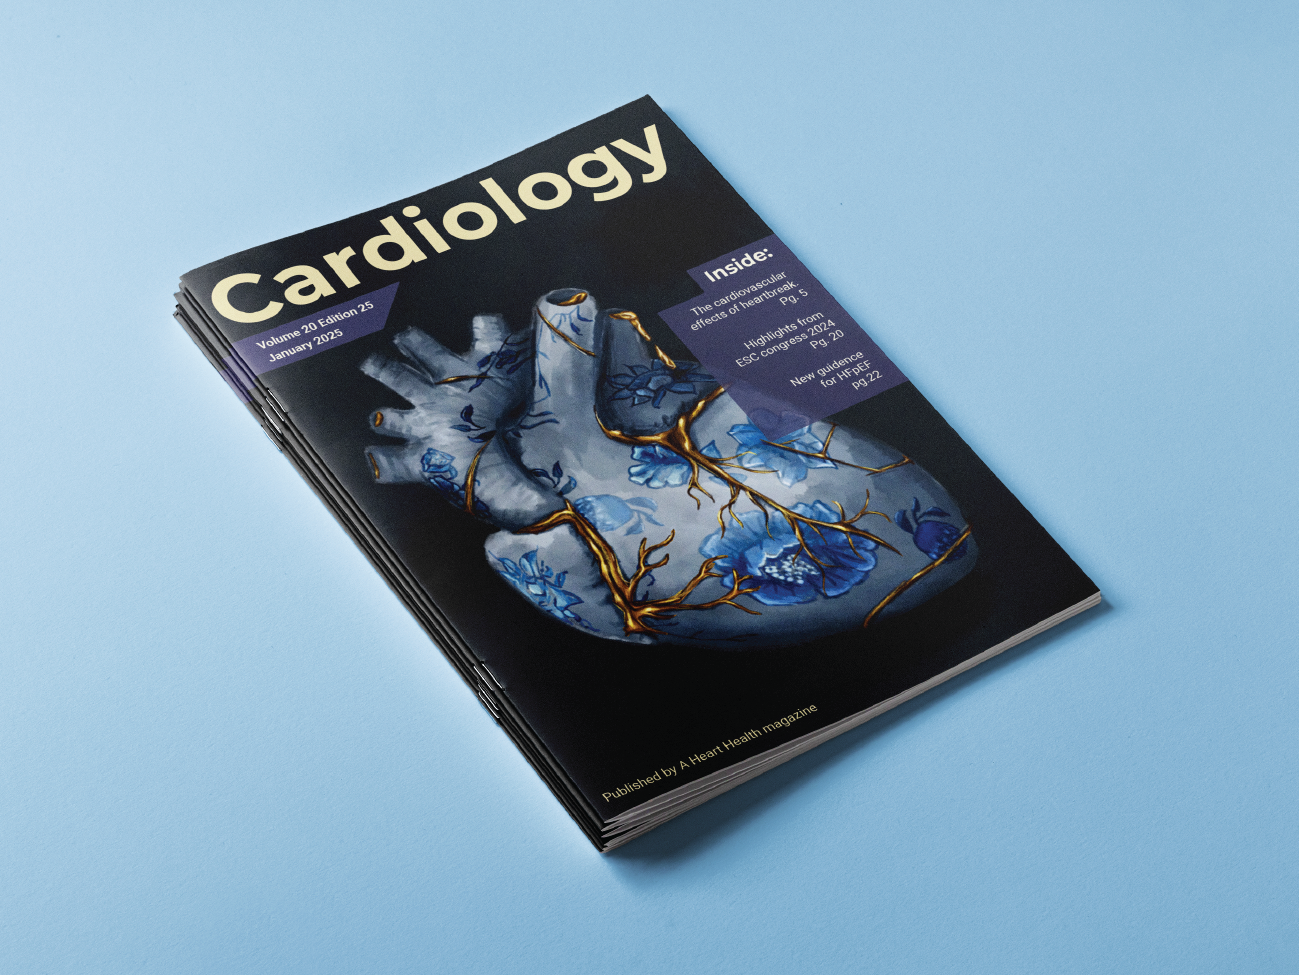 Cardiology
Volume 20 Edition 25
January 2025
Inside:
The cardiovascular
effects of heartbreak.
Pg. 5
Highlights from
ESC congress 2024
Pg. 20
New guidence
for HFpEF
pg.22
Published by A Heart Health magazine